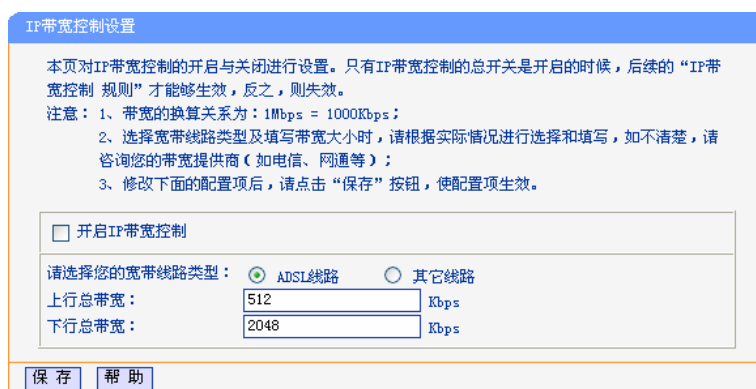 IP带宽控制设置
本页对IP带宽控制的开启与关闭进行设置。只有IP带宽控制的总开关是开启的时候，后续的“IP带
宽控制 规则”才能够生效，反之，则失效。
注意： 1、带宽的换算关系为：1Mbps = 1000Kbps；
2、选择宽带线路类型及填写带宽大小时，请根据实际情况进行选择和填写，如不清楚，请
咨询您的带宽提供商（如电信、网通等）；
3、修改下面的配置项后，请点击“保存”按钮，使配置项生效。
开启IP带宽控制
请选择您的宽带线路类型： ADSL线路 其它线路
上行总带宽： 512 Kbps
下行总带宽： 2048 Kbps
保 存 帮 助